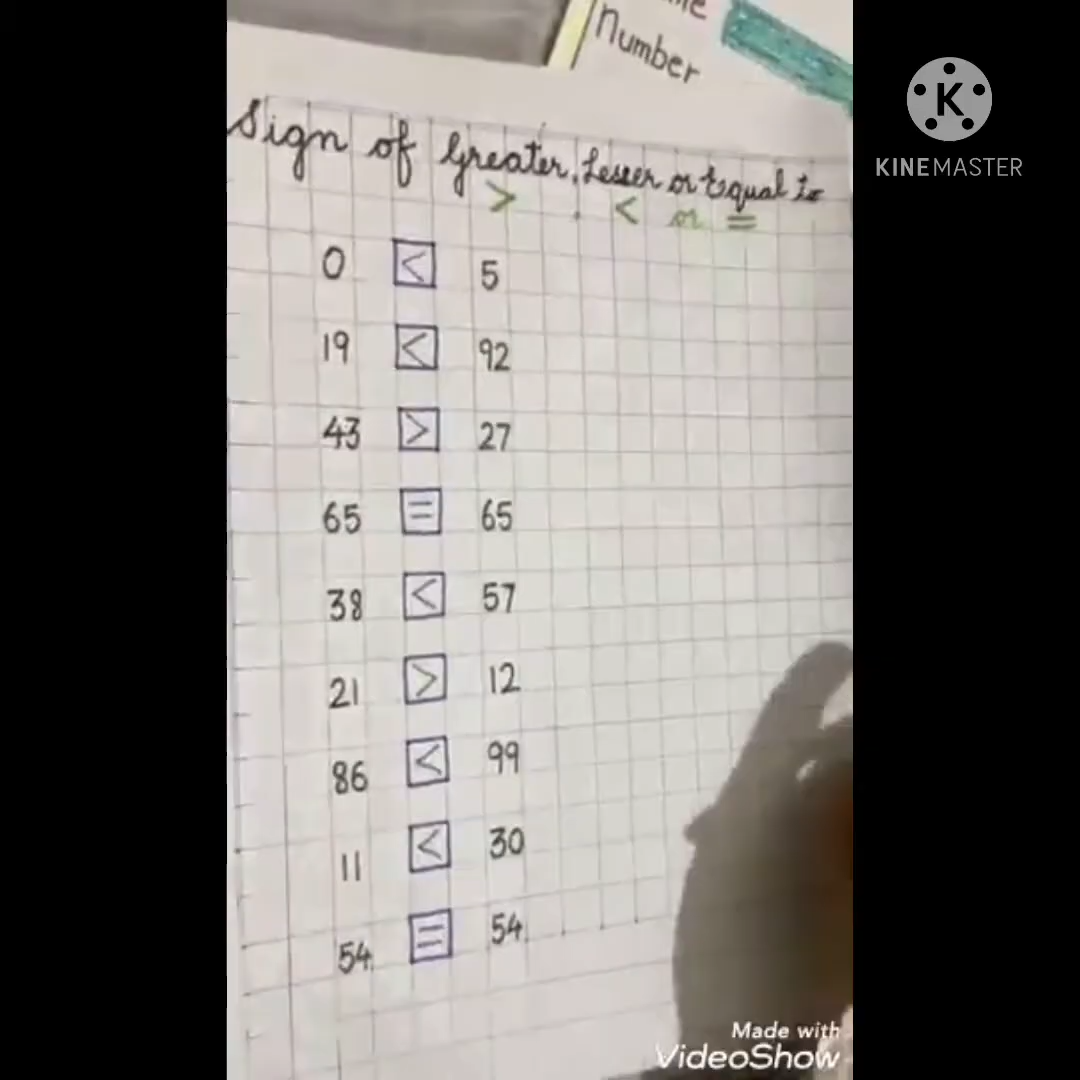 Number
KINEMASTER
Sign of Greater, Lesser or Equal to
> , < or =
0 < 5
19 < 92
43 > 27
65 = 65
38 < 57
21 > 12
86 < 99
11 < 30
54 = 54
Made with
VideoShow